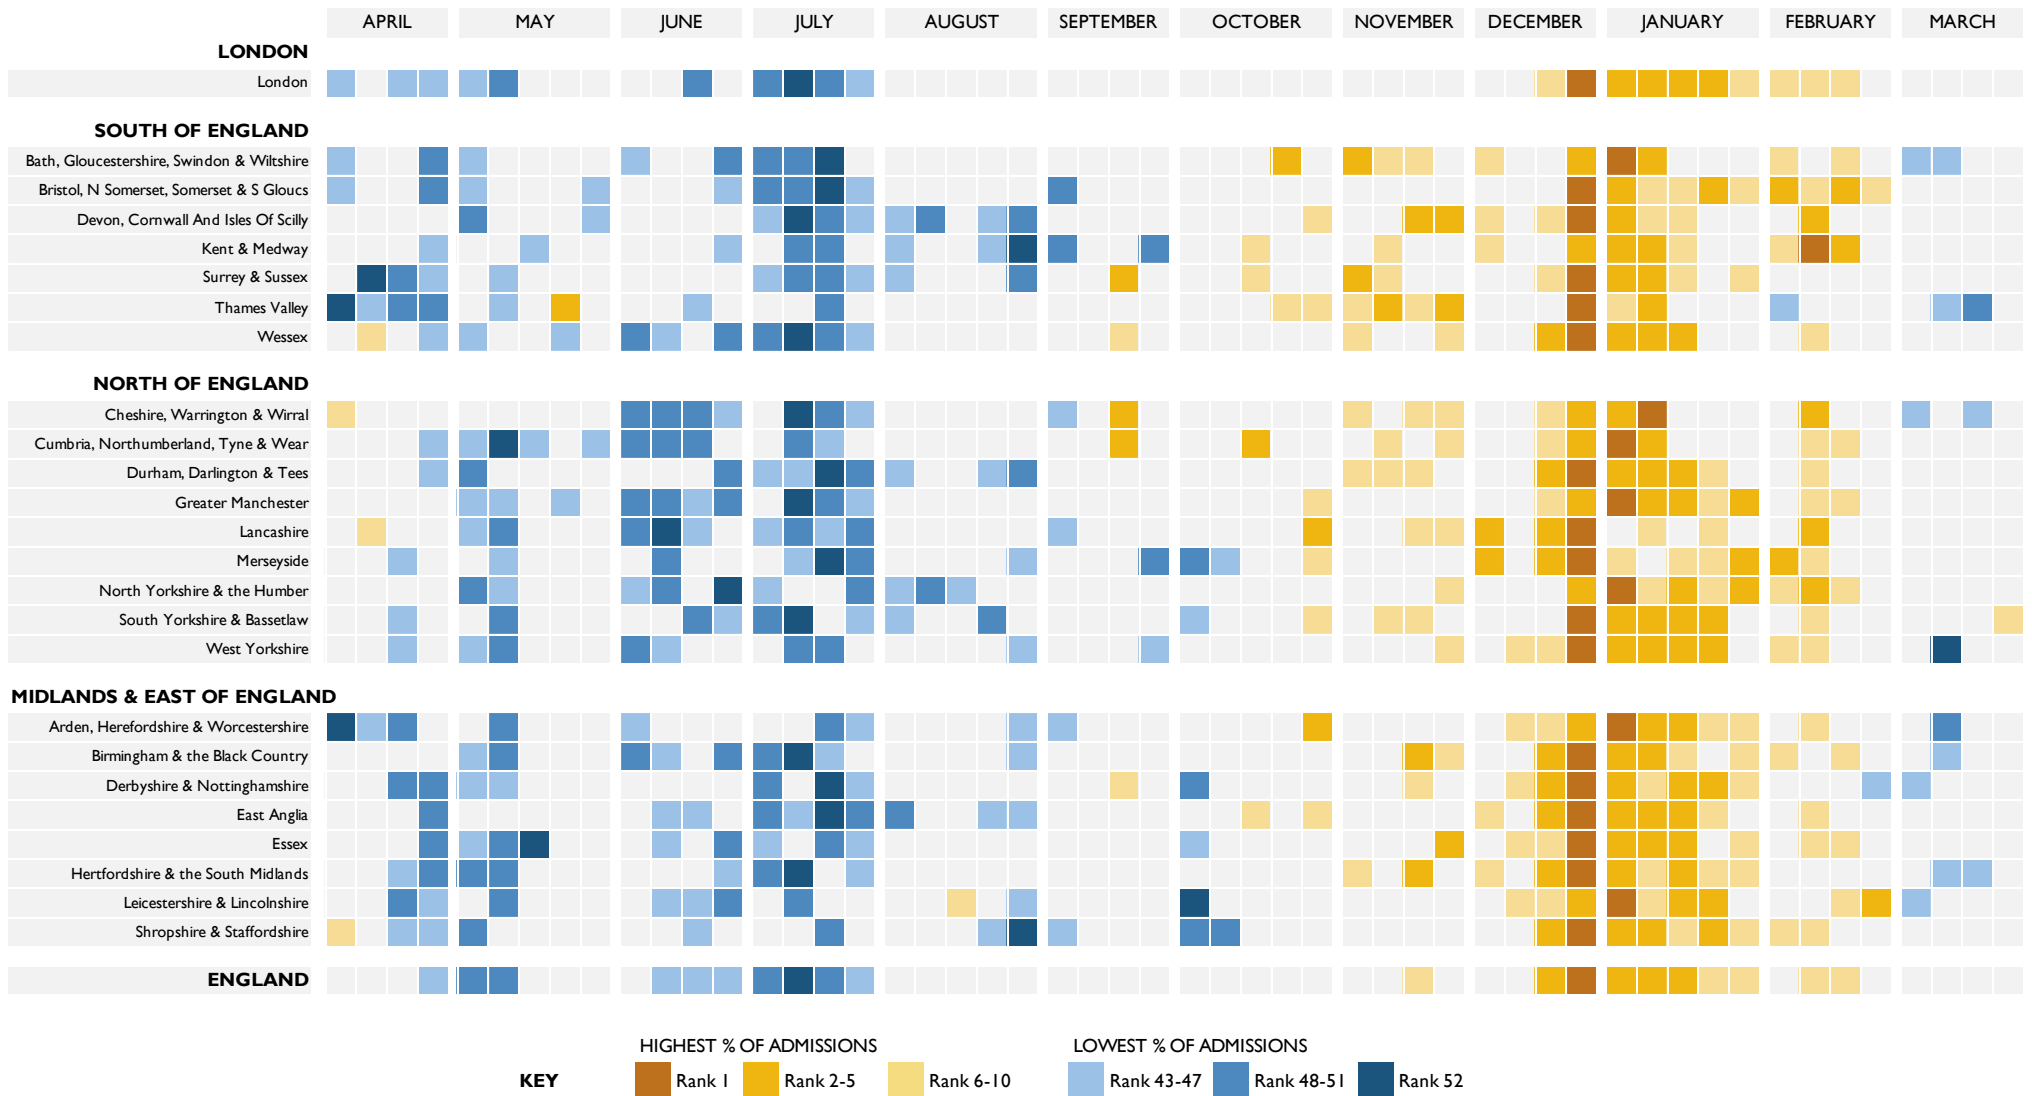 APRIL MAY JUNE JULY AUGUST SEPTEMBER OCTOBER NOVEMBER DECEMBER JANUARY FEBRUARY MARCH
LONDON
London
SOUTH OF ENGLAND
Bath, Gloucestershire, Swindon & Wiltshire
Bristol, N Somerset, Somerset & S Gloucs
Devon, Cornwall And Isles Of Scilly
Kent & Medway
Surrey & Sussex
Thames Valley
Wessex
NORTH OF ENGLAND
Cheshire, Warrington & Wirral
Cumbria, Northumberland, Tyne & Wear
Durham, Darlington & Tees
Greater Manchester
Lancashire
Merseyside
North Yorkshire & the Humber
South Yorkshire & Bassetlaw
West Yorkshire
MIDLANDS & EAST OF ENGLAND
Arden, Herefordshire & Worcestershire
Birmingham & the Black Country
Derbyshire & Nottinghamshire
East Anglia
Essex
Hertfordshire & the South Midlands
Leicestershire & Lincolnshire
Shropshire & Staffordshire
ENGLAND
HIGHEST % OF ADMISSIONS LOWEST % OF ADMISSIONS
KEY Rank 1 Rank 2-5 Rank 6-10 Rank 43-47 Rank 48-51 Rank 52